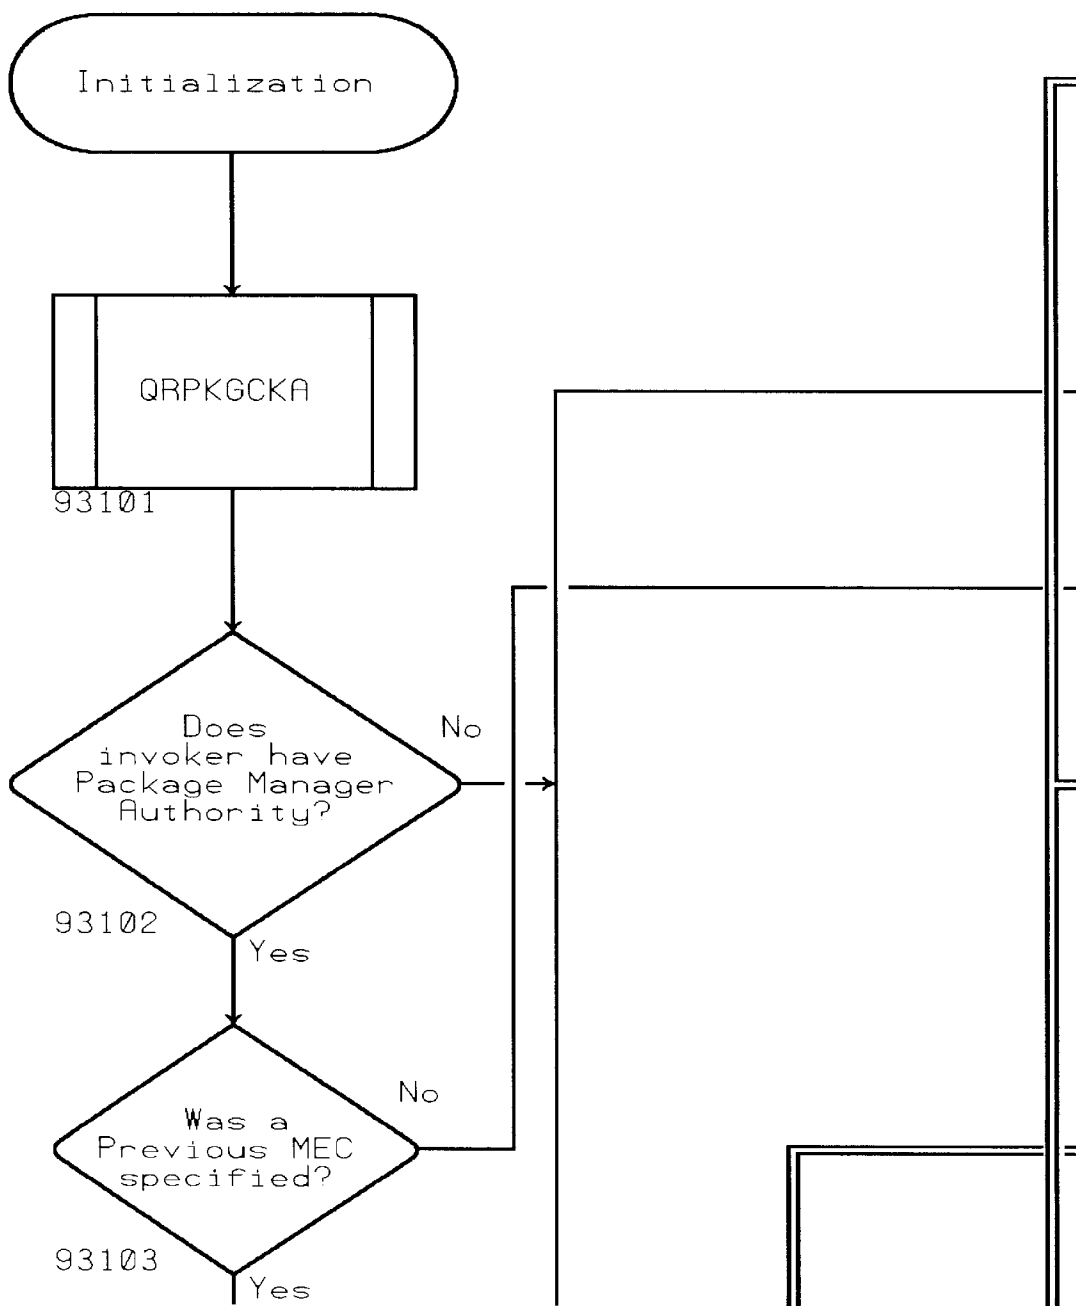 Initialization
QRPKGCKA
93101
Does
invoker have
Package Manager
Authority?
No
93102
Yes
No
Was a
Previous MEC
specified?
93103
Yes